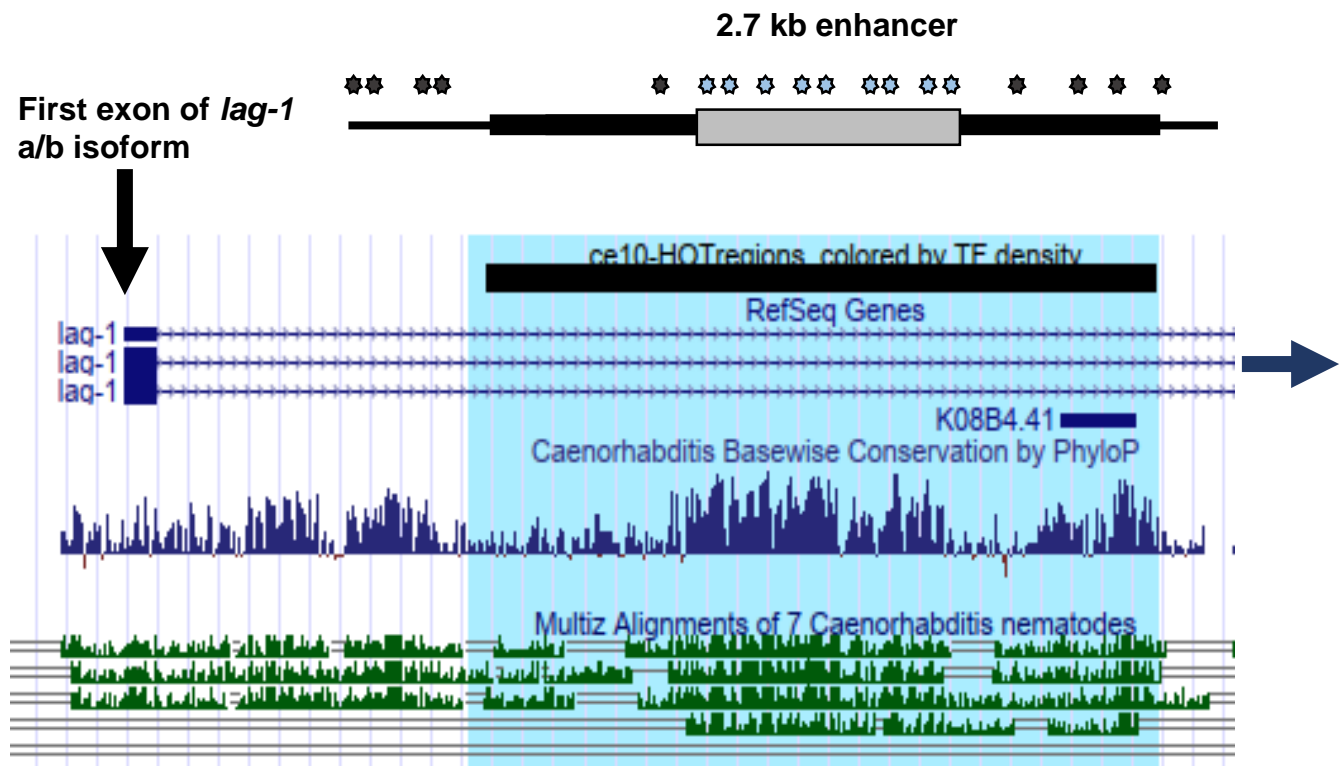 2.7 kb enhancer
First exon of lag-1
a/b isoform
ce10-HOTregions colored by TF density
RefSeq Genes
lag-1
lag-1
lag-1
K08B4.41
Caenorhabditis Basewise Conservation by PhyloP
Multiz Alignments of 7 Caenorhabditis nematodes